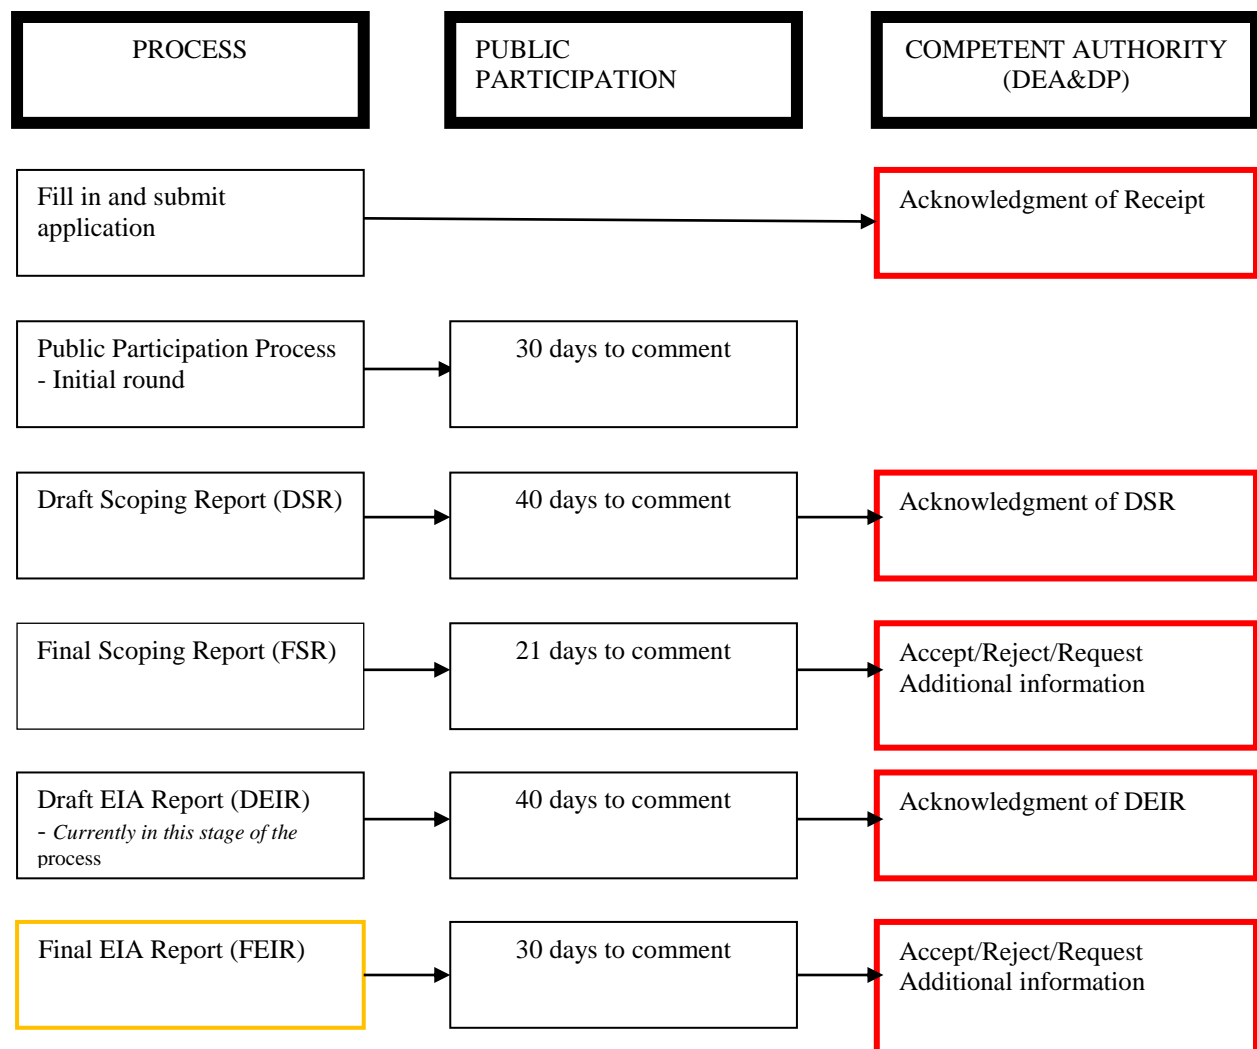 PROCESS
PUBLIC
PARTICIPATION
COMPETENT AUTHORITY
(DEA&DP)
Fill in and submit
application
Acknowledgment of Receipt
Public Participation Process
- Initial round
30 days to comment
Draft Scoping Report (DSR)
40 days to comment
Acknowledgment of DSR
Final Scoping Report (FSR)
21 days to comment
Accept/Reject/Request
Additional information
Draft EIA Report (DEIR)
- Currently in this stage of the
process
40 days to comment
Acknowledgment of DEIR
Final EIA Report (FEIR)
30 days to comment
Accept/Reject/Request
Additional information